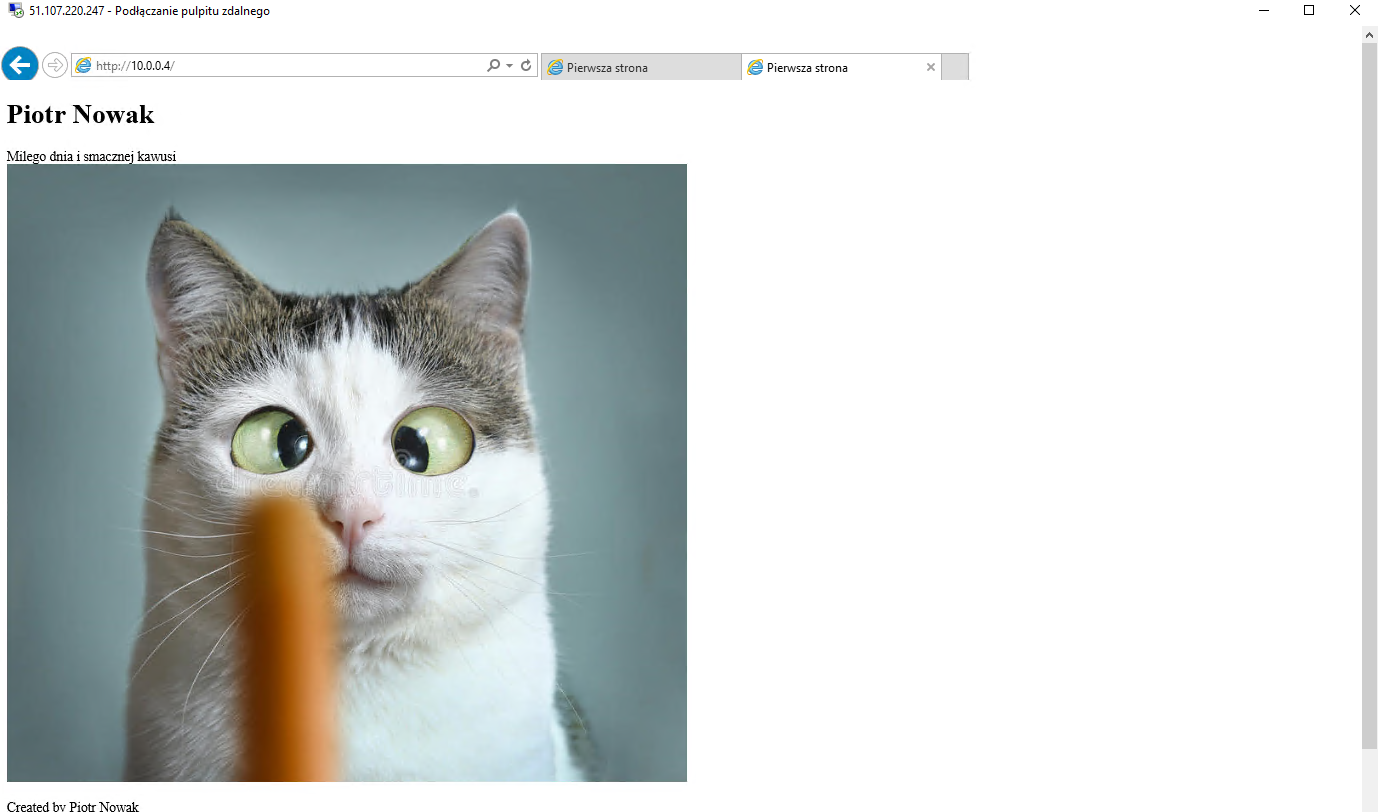 51.107.220.247 - Podłączanie pulpitu zdalnego
http://10.0.0.4/
Pierwsza strona
Pierwsza strona
Piotr Nowak
Milego dnia i smacznej kawusi
dreamstime.
Created by Piotr Nowak